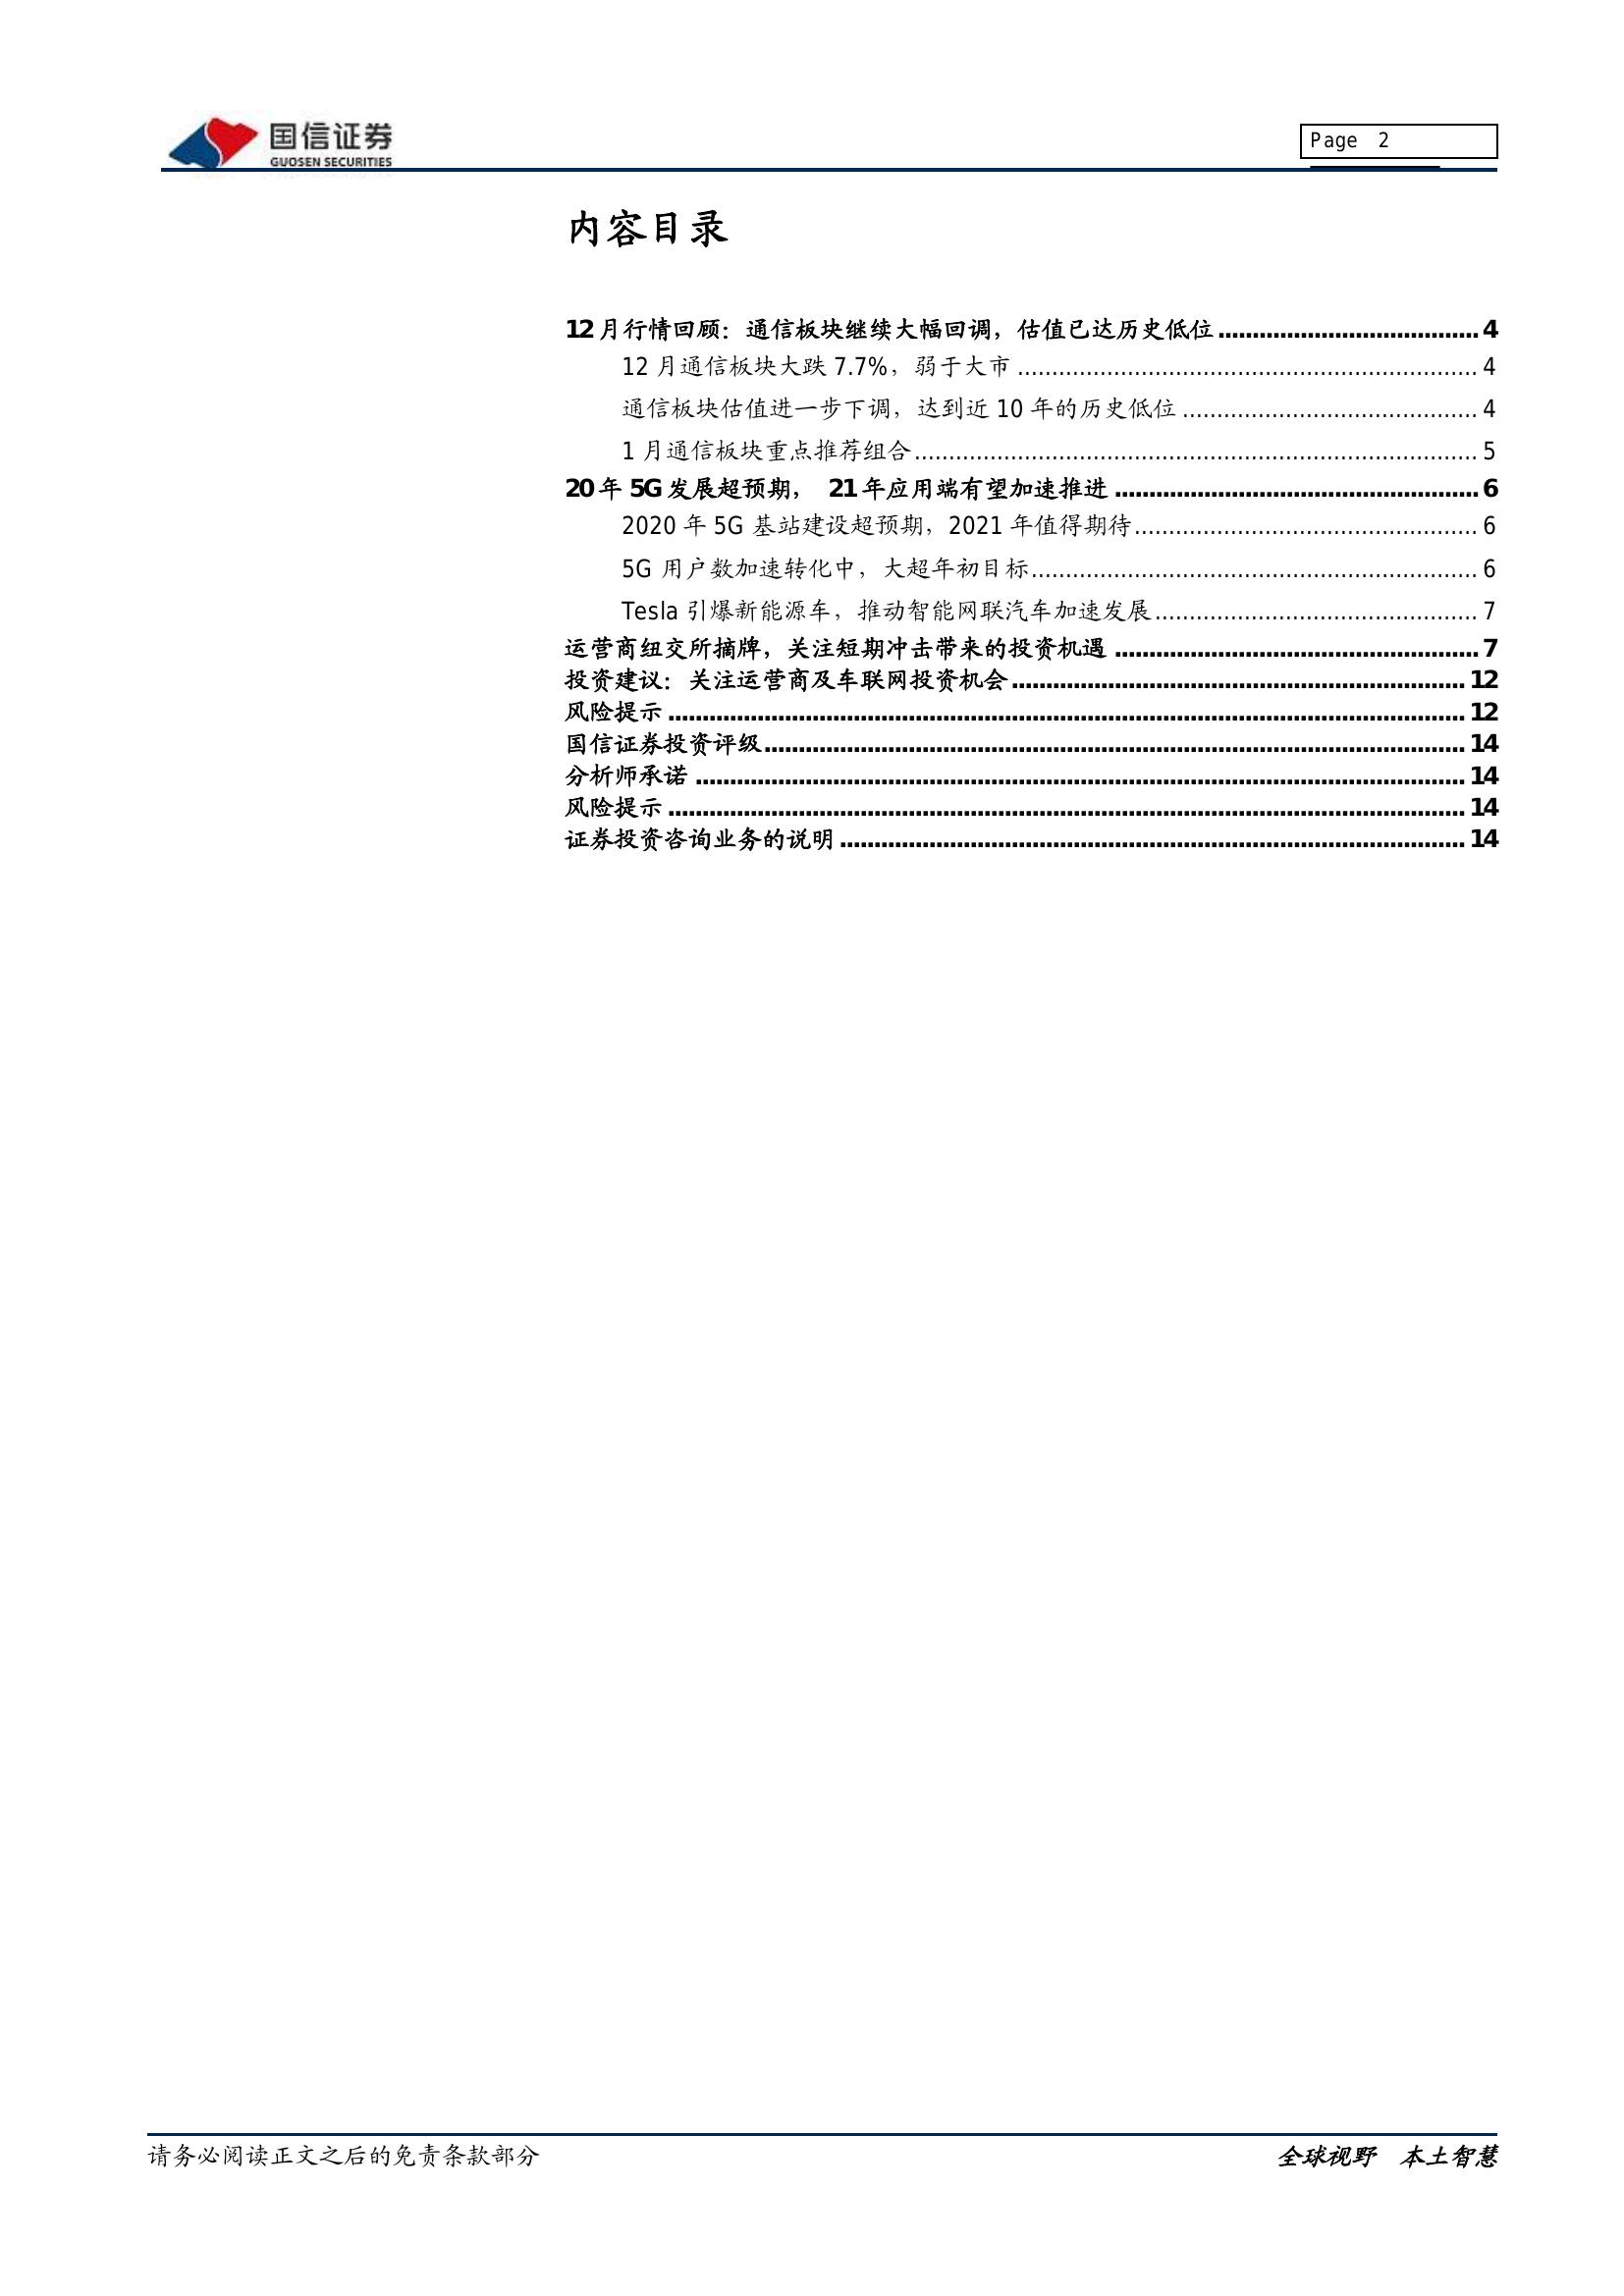 国信证券
GUOSEN SECURITIES
Page 2
内容目录
12 月行情回顾：通信板块继续大幅回调，估值已达历史低位 ...................................... 4
12 月通信板块大跌 7.7%，弱于大市 .................................................................... 4
通信板块估值进一步下调，达到近 10 年的历史低位 ........................................... 4
1 月通信板块重点推荐组合 ................................................................................... 5
20 年 5G 发展超预期， 21 年应用端有望加速推进 ..................................................... 6
2020 年 5G 基站建设超预期，2021 年值得期待 .................................................. 6
5G 用户数加速转化中，大超年初目标 ................................................................. 6
Tesla 引爆新能源车，推动智能网联汽车加速发展 ............................................... 7
运营商纽交所摘牌，关注短期冲击带来的投资机遇 ..................................................... 7
投资建议：关注运营商及车联网投资机会 .................................................................. 12
风险提示 .................................................................................................................... 12
国信证券投资评级 ...................................................................................................... 14
分析师承诺 ................................................................................................................ 14
风险提示 .................................................................................................................... 14
证券投资咨询业务的说明 ........................................................................................... 14
请务必阅读正文之后的免责条款部分
全球视野 本土智慧